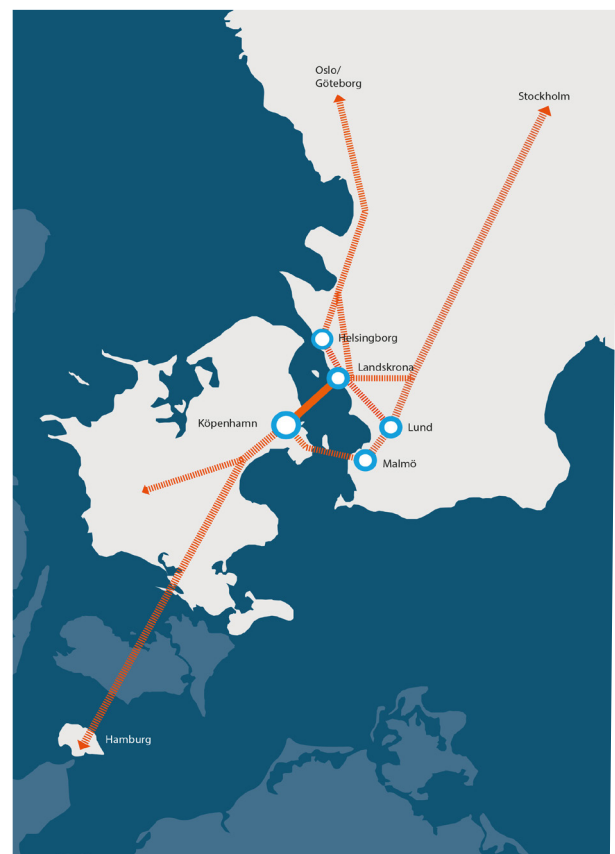 Oslo/
Göteborg
Stockholm
Helsingborg
Landskrona
Köpenhamn
Lund
Malmö
Hamburg